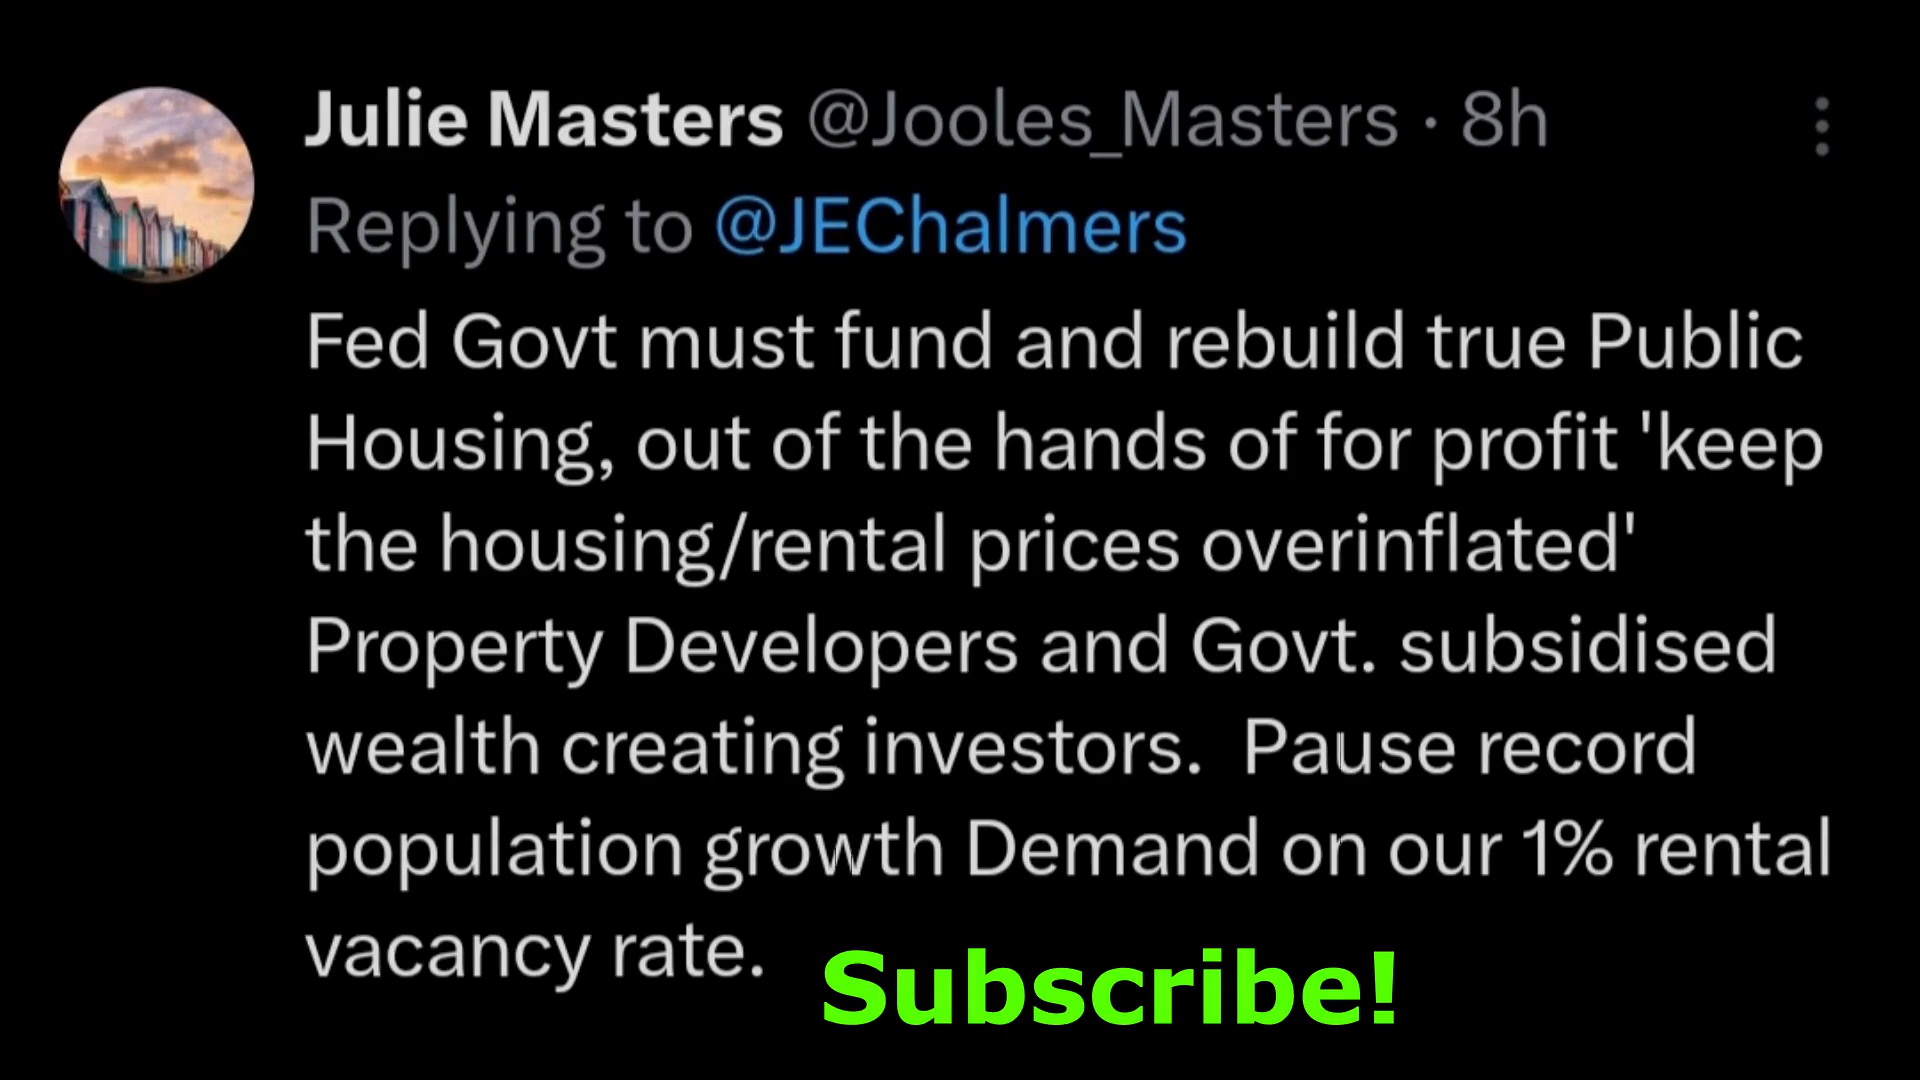 Julie Masters @Jooles_Masters · 8h
Replying to @JEChalmers
Fed Govt must fund and rebuild true Public
Housing, out of the hands of for profit 'keep
the housing/rental prices overinflated'
Property Developers and Govt. subsidised
wealth creating investors.  Pause record
population growth Demand on our 1% rental
vacancy rate.
Subscribe!